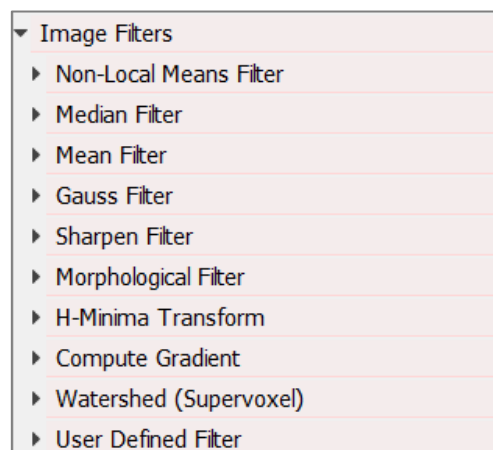 Image Filters
Non-Local Means Filter
Median Filter
Mean Filter
Gauss Filter
Sharpen Filter
Morphological Filter
H-Minima Transform
Compute Gradient
Watershed (Supervoxel)
User Defined Filter